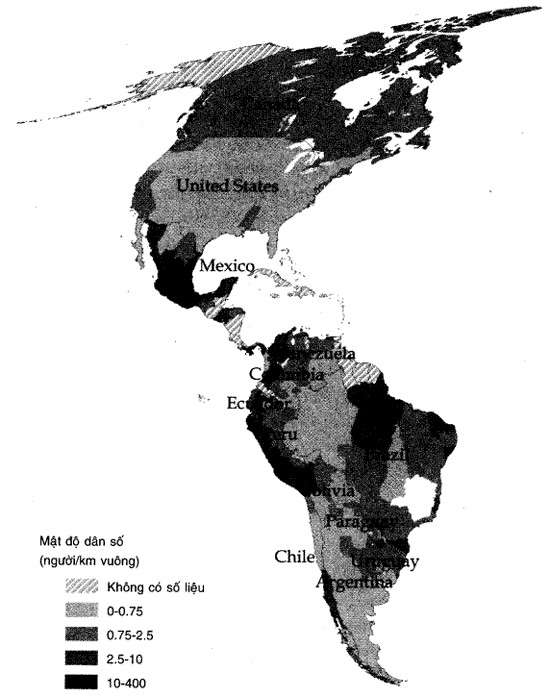 Canada
United States
Mexico
Venezuela
Colombia
Ecuador
Peru
Brazil
Bolivia
Paraguay
Chile
Uruguay
Argentina
Mật độ dân số
(người/km vuông)
Không có số liệu
0-0.75
0.75-2.5
2.5-10
10-400